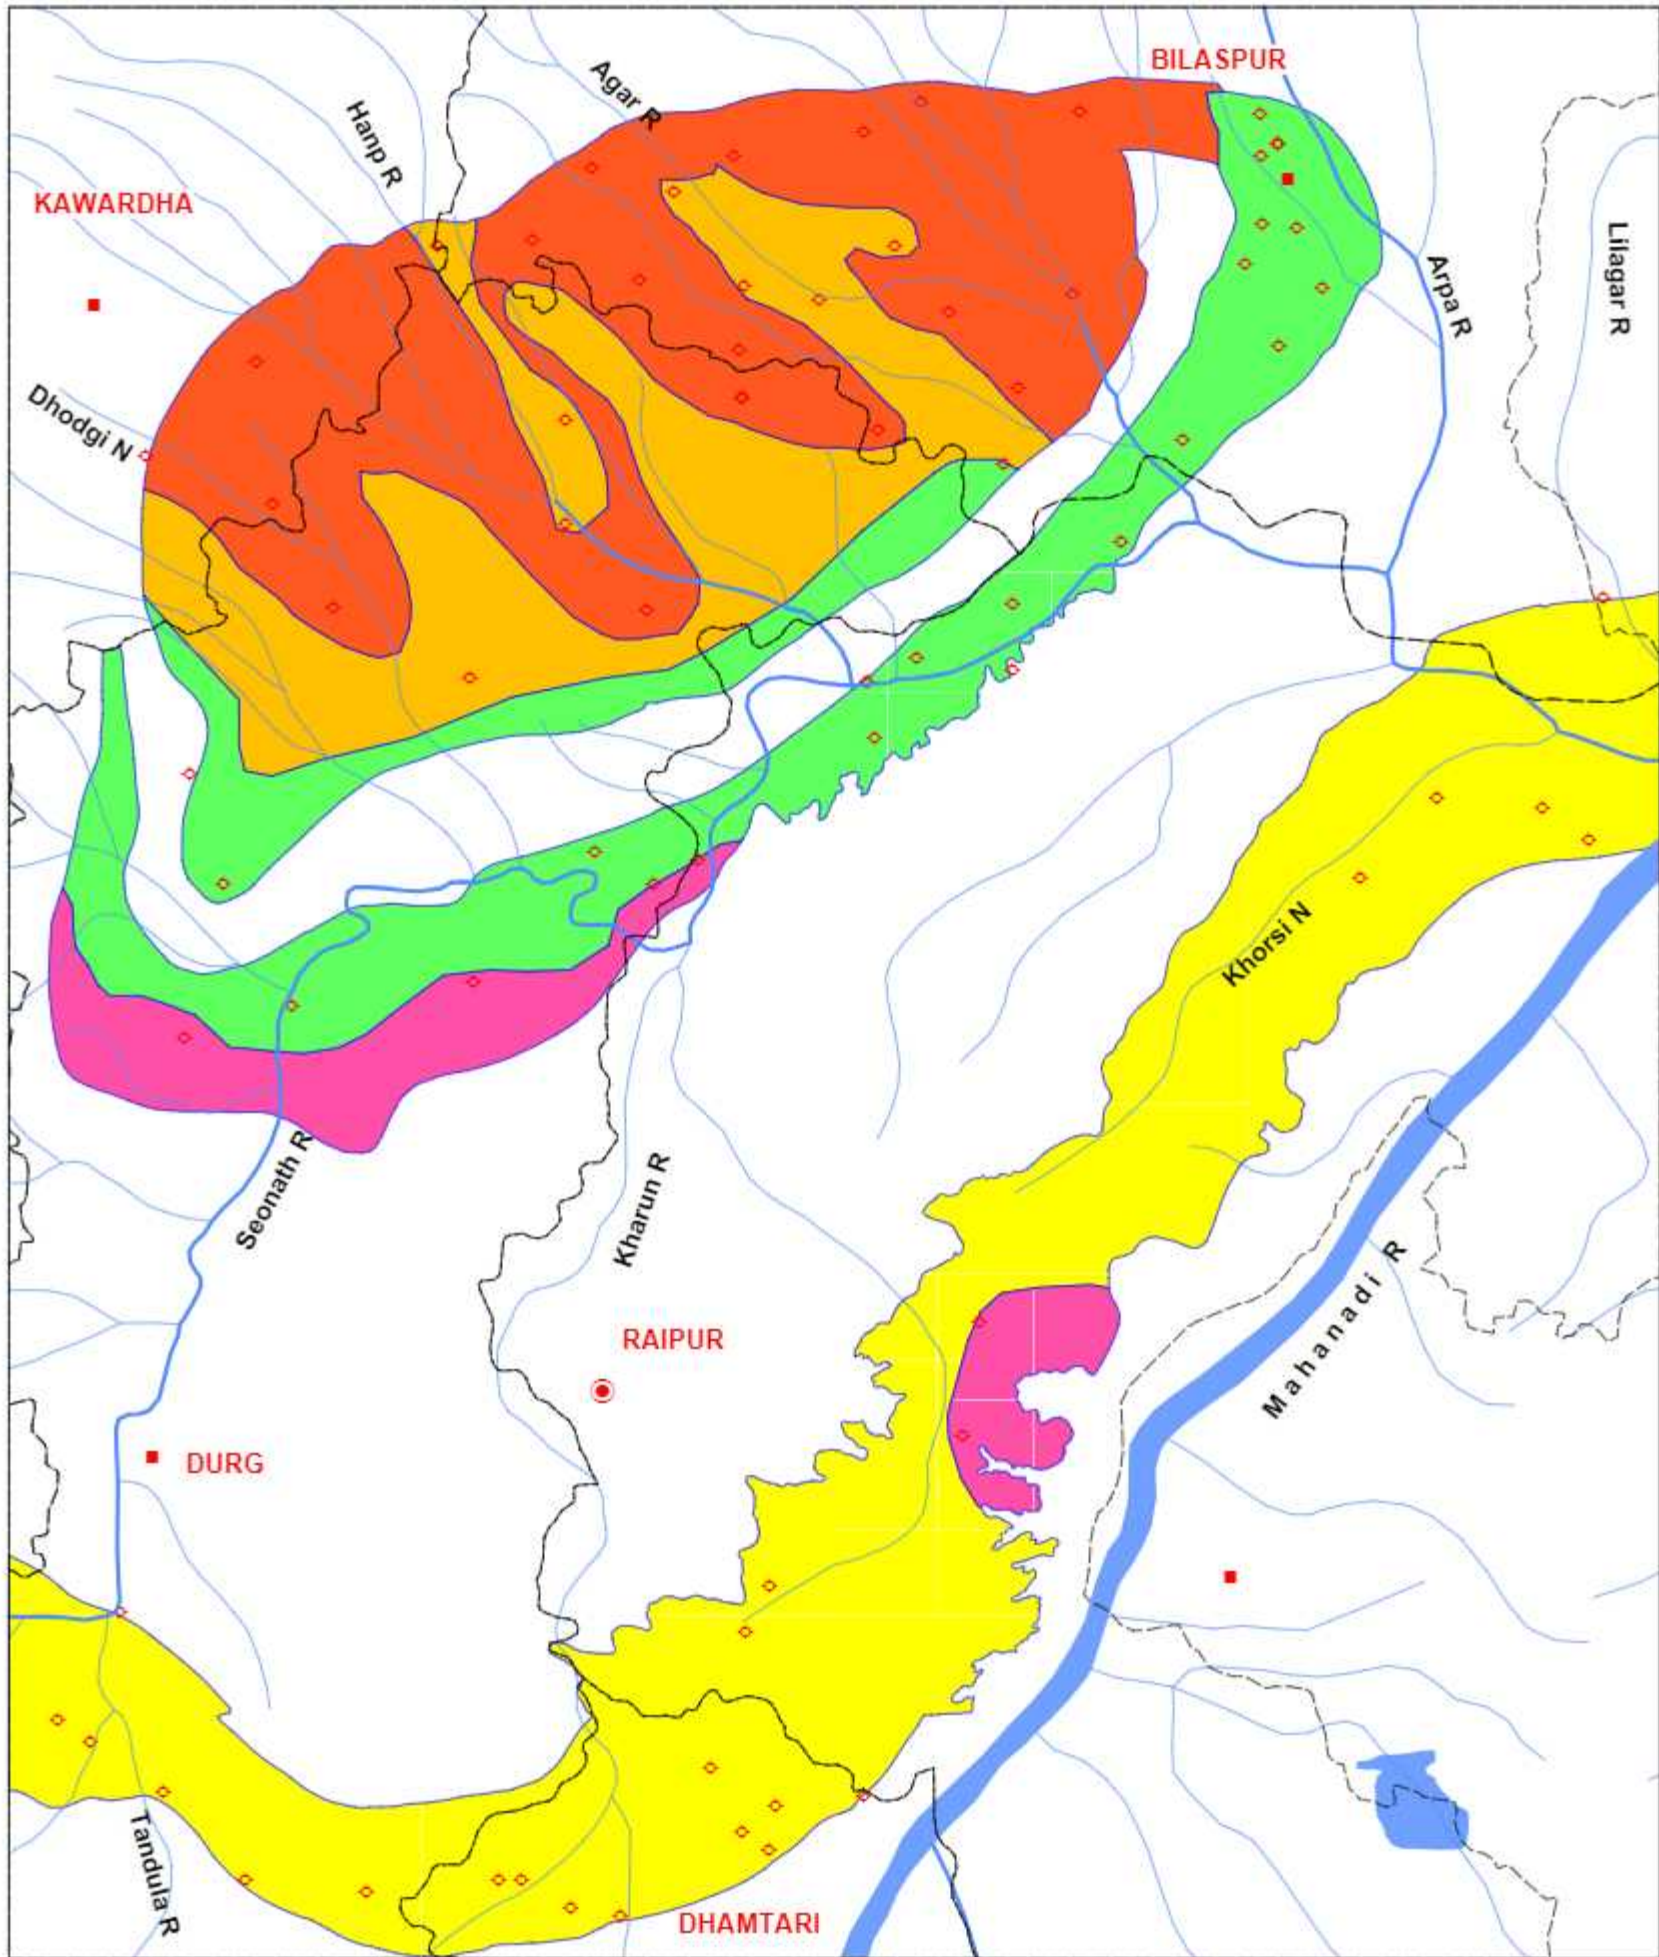 BILASPUR
Agar R
Hanp R
KAWARDHA
Lilagar R
Arpa R
Dhodgi N
Khorsi N
Seonath R
Kharun R
Mahanadi R
RAIPUR
DURG
Tandula R
DHAMTARI